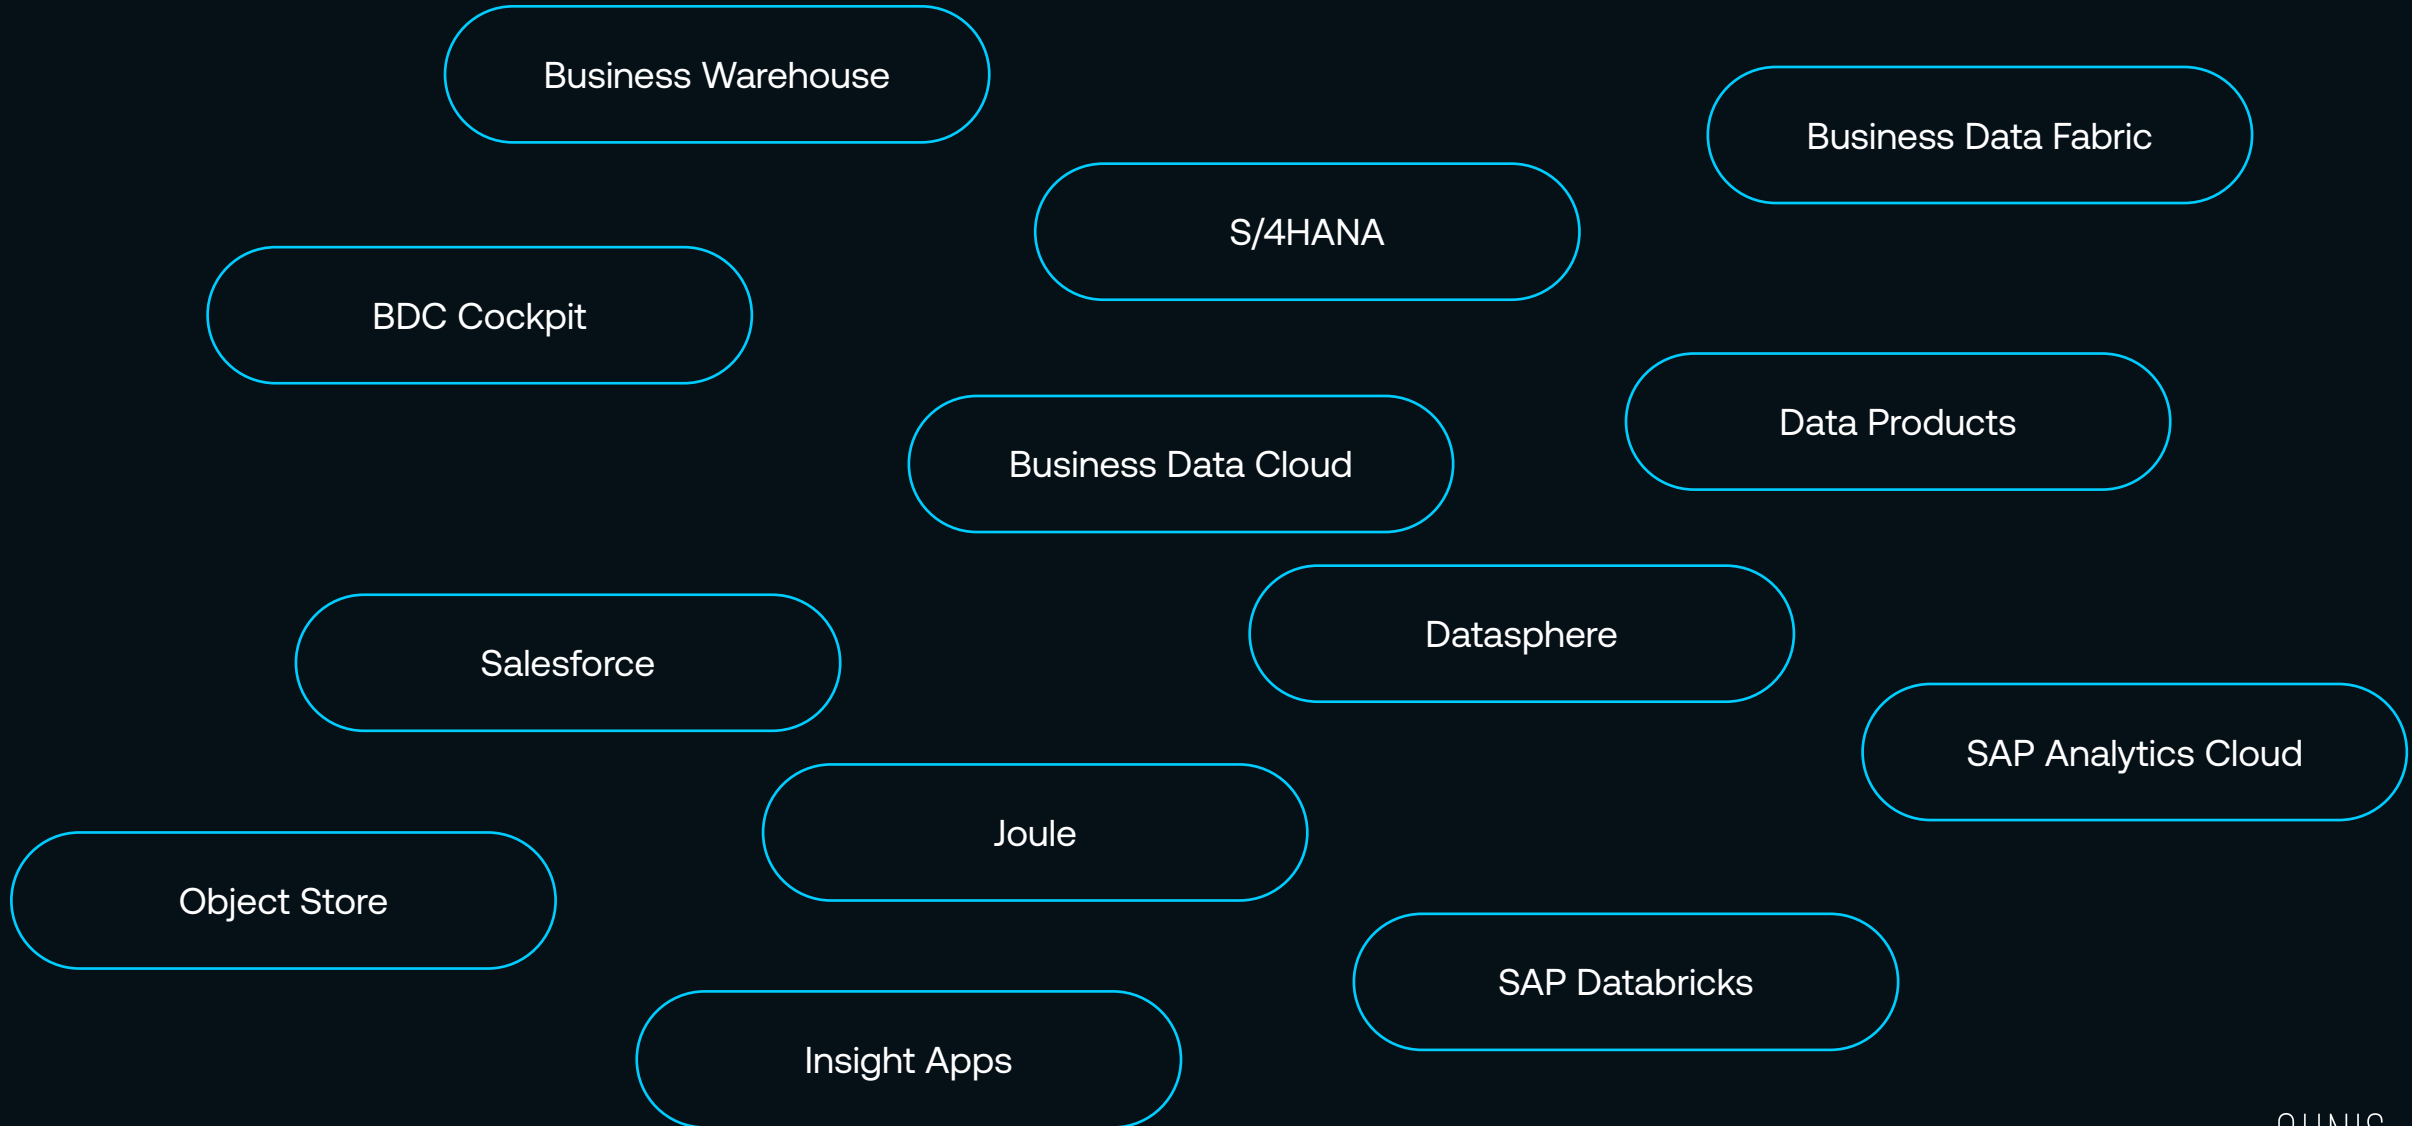 Business Warehouse
Business Data Fabric
S/4HANA
BDC Cockpit
Data Products
Business Data Cloud
Datasphere
Salesforce
SAP Analytics Cloud
Joule
Object Store
SAP Databricks
Insight Apps